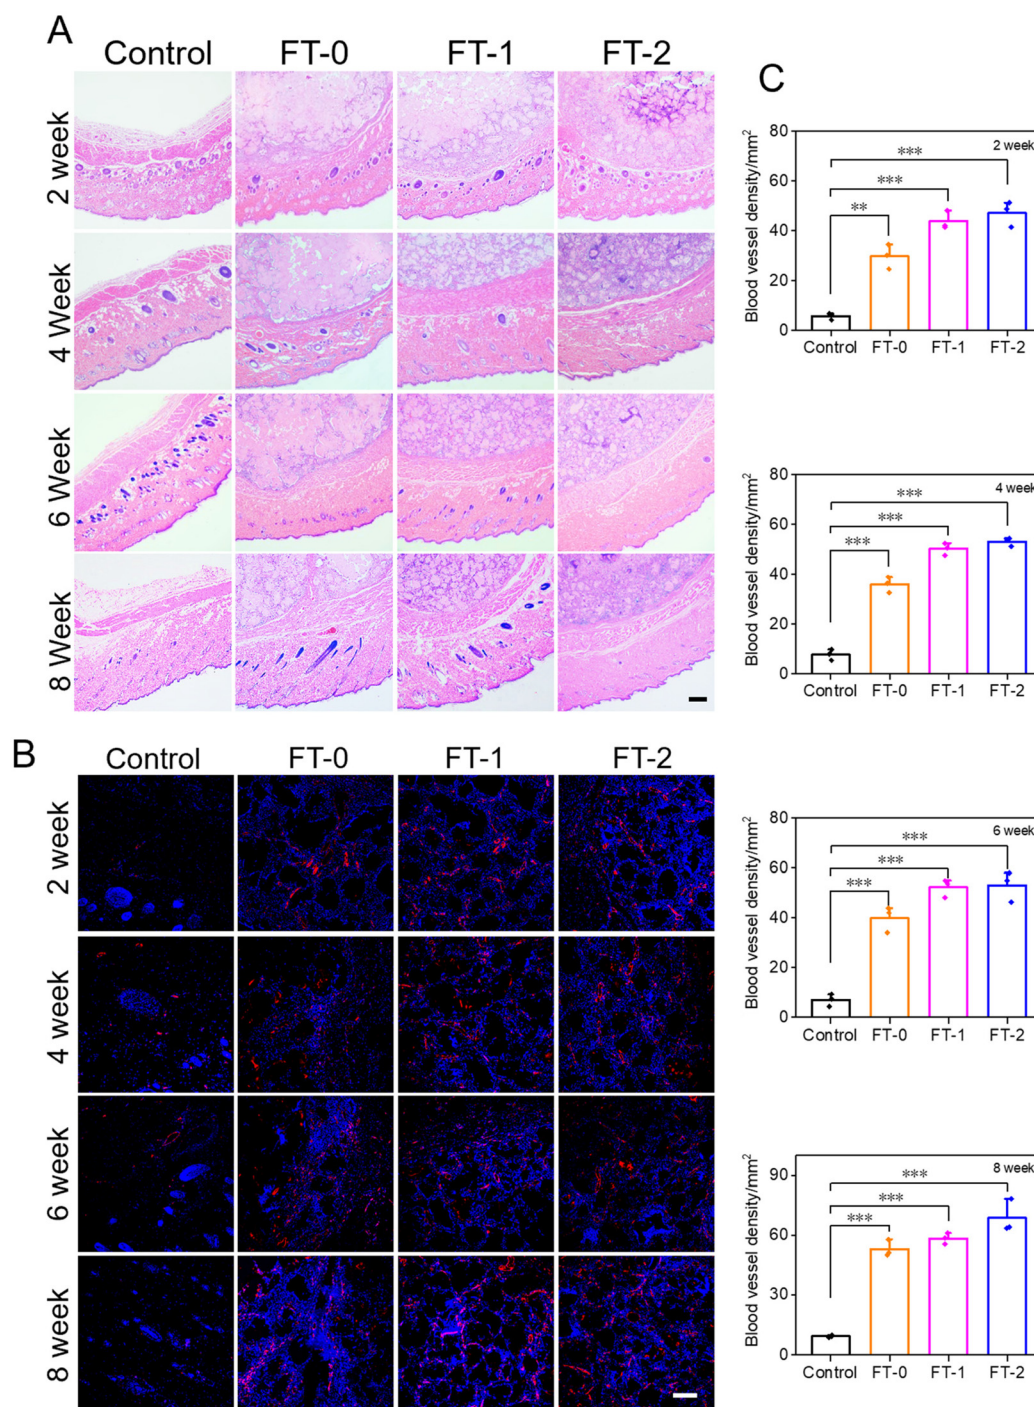 A
Control FT-0 FT-1 FT-2
2 week
4 Week
6 Week
8 Week
B
Control FT-0 FT-1 FT-2
2 week
4 week
6 week
8 week
C
Blood vessel density/mm²
80
60
40
20
0
2 week
***
***
**
Control FT-0 FT-1 FT-2
Blood vessel density/mm²
80
60
40
20
0
4 week
***
***
***
Control FT-0 FT-1 FT-2
Blood vessel density/mm²
80
60
40
20
0
6 week
***
***
***
Control FT-0 FT-1 FT-2
Blood vessel density/mm²
90
60
30
0
8 week
***
***
***
Control FT-0 FT-1 FT-2